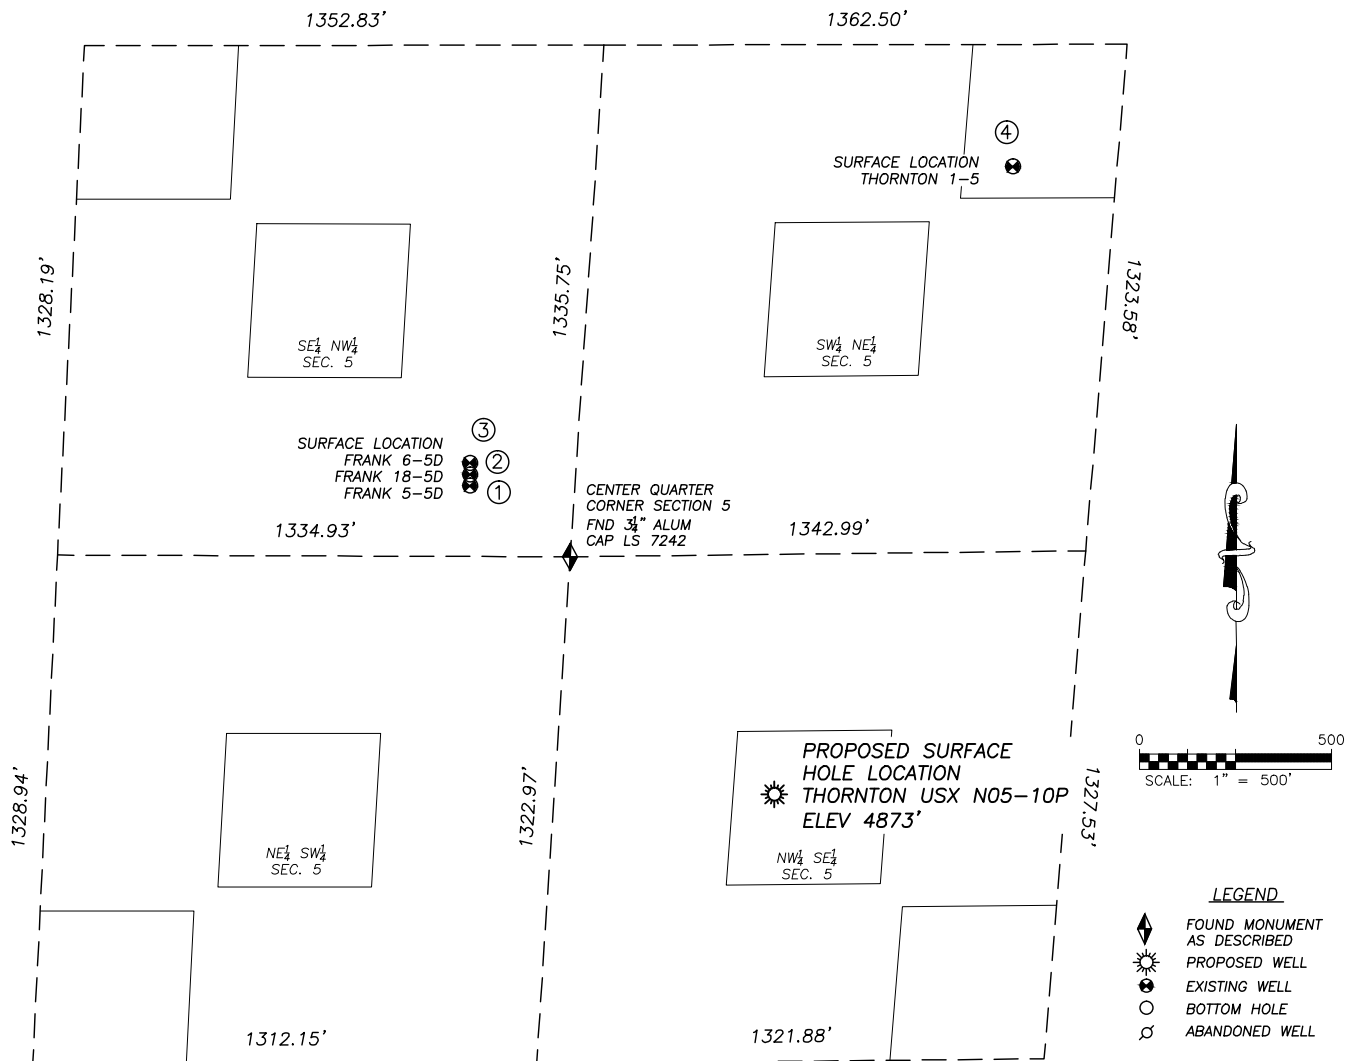 1352.83'
1362.50'
④
SURFACE LOCATION
THORNTON 1-5
1328.19'
1335.75'
1323.58'
SE¼ NW¼
SEC. 5
SW¼ NE¼
SEC. 5
③
SURFACE LOCATION
FRANK 6-5D
②
FRANK 18-5D
FRANK 5-5D
①
CENTER QUARTER
CORNER SECTION 5
FND 3¼" ALUM
CAP LS 7242
1334.93'
1342.99'
0 500
SCALE: 1" = 500'
PROPOSED SURFACE
HOLE LOCATION
THORNTON USX N05-10P
ELEV 4873'
1328.94'
1322.97'
1327.53'
NE¼ SW¼
SEC. 5
NW¼ SE¼
SEC. 5
LEGEND
FOUND MONUMENT
AS DESCRIBED
PROPOSED WELL
EXISTING WELL
BOTTOM HOLE
ABANDONED WELL
1312.15'
1321.88'